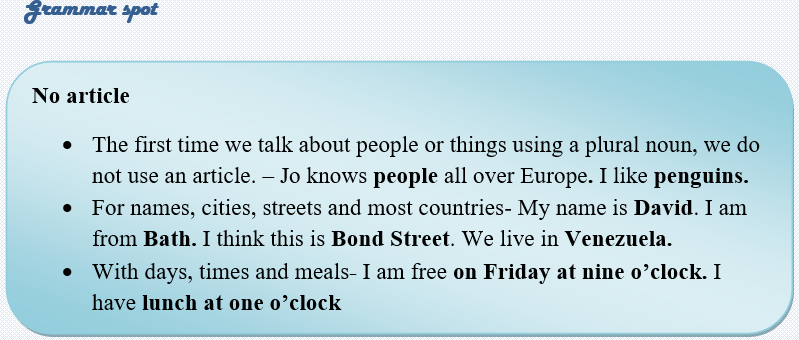 Grammar spot
No article
• The first time we talk about people or things using a plural noun, we do
not use an article. – Jo knows people all over Europe. I like penguins.
• For names, cities, streets and most countries- My name is David. I am
from Bath. I think this is Bond Street. We live in Venezuela.
• With days, times and meals- I am free on Friday at nine o’clock. I
have lunch at one o’clock